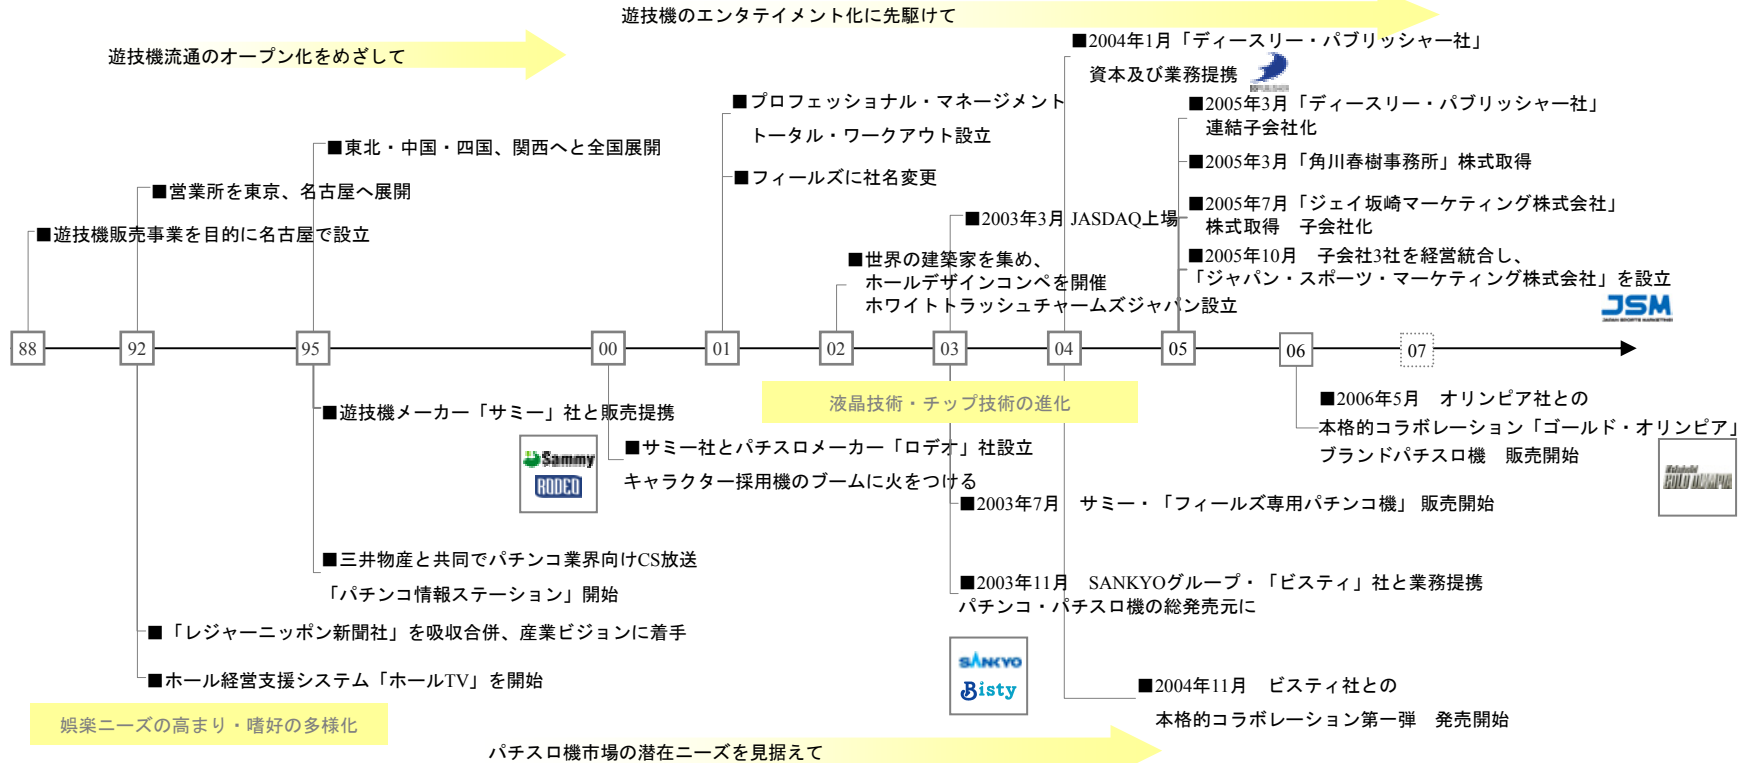 遊技機のエンタテイメント化に先駆けて
遊技機流通のオープン化をめざして
■2004年1月「ディースリー・パブリッシャー社」
資本及び業務提携
■プロフェッショナル・マネージメント
トータル・ワークアウト設立
■2005年3月「ディースリー・パブリッシャー社」
連結子会社化
■東北・中国・四国、関西へと全国展開
■2005年3月「角川春樹事務所」株式取得
■フィールズに社名変更
■営業所を東京、名古屋へ展開
■2005年7月「ジェイ坂崎マーケティング株式会社」
株式取得　子会社化
■2003年3月 JASDAQ上場
■遊技機販売事業を目的に名古屋で設立
■世界の建築家を集め、
ホールデザインコンペを開催
ホワイトトラッシュチャームズジャパン設立
■2005年10月　子会社3社を経営統合し、
「ジャパン・スポーツ・マーケティング株式会社」を設立
JSM
JAPAN SPORTS MARKETING
88 92 95 00 01 02 03 04 05 06 07
液晶技術・チップ技術の進化
■遊技機メーカー「サミー」社と販売提携
■2006年5月　オリンピア社との
本格的コラボレーション「ゴールド・オリンピア」
ブランドパチスロ機　販売開始
Sammy
RODEO
■サミー社とパチスロメーカー「ロデオ」社設立
キャラクター採用機のブームに火をつける
■2003年7月　サミー・「フィールズ専用パチンコ機」 販売開始
■三井物産と共同でパチンコ業界向けCS放送
「パチンコ情報ステーション」開始
■2003年11月　SANKYOグループ・「ビスティ」社と業務提携
パチンコ・パチスロ機の総発売元に
■「レジャーニッポン新聞社」を吸収合併、産業ビジョンに着手
■ホール経営支援システム「ホールTV」を開始
SANKYO
Bisty
■2004年11月　ビスティ社との
本格的コラボレーション第一弾　発売開始
娯楽ニーズの高まり・嗜好の多様化
パチスロ機市場の潜在ニーズを見据えて